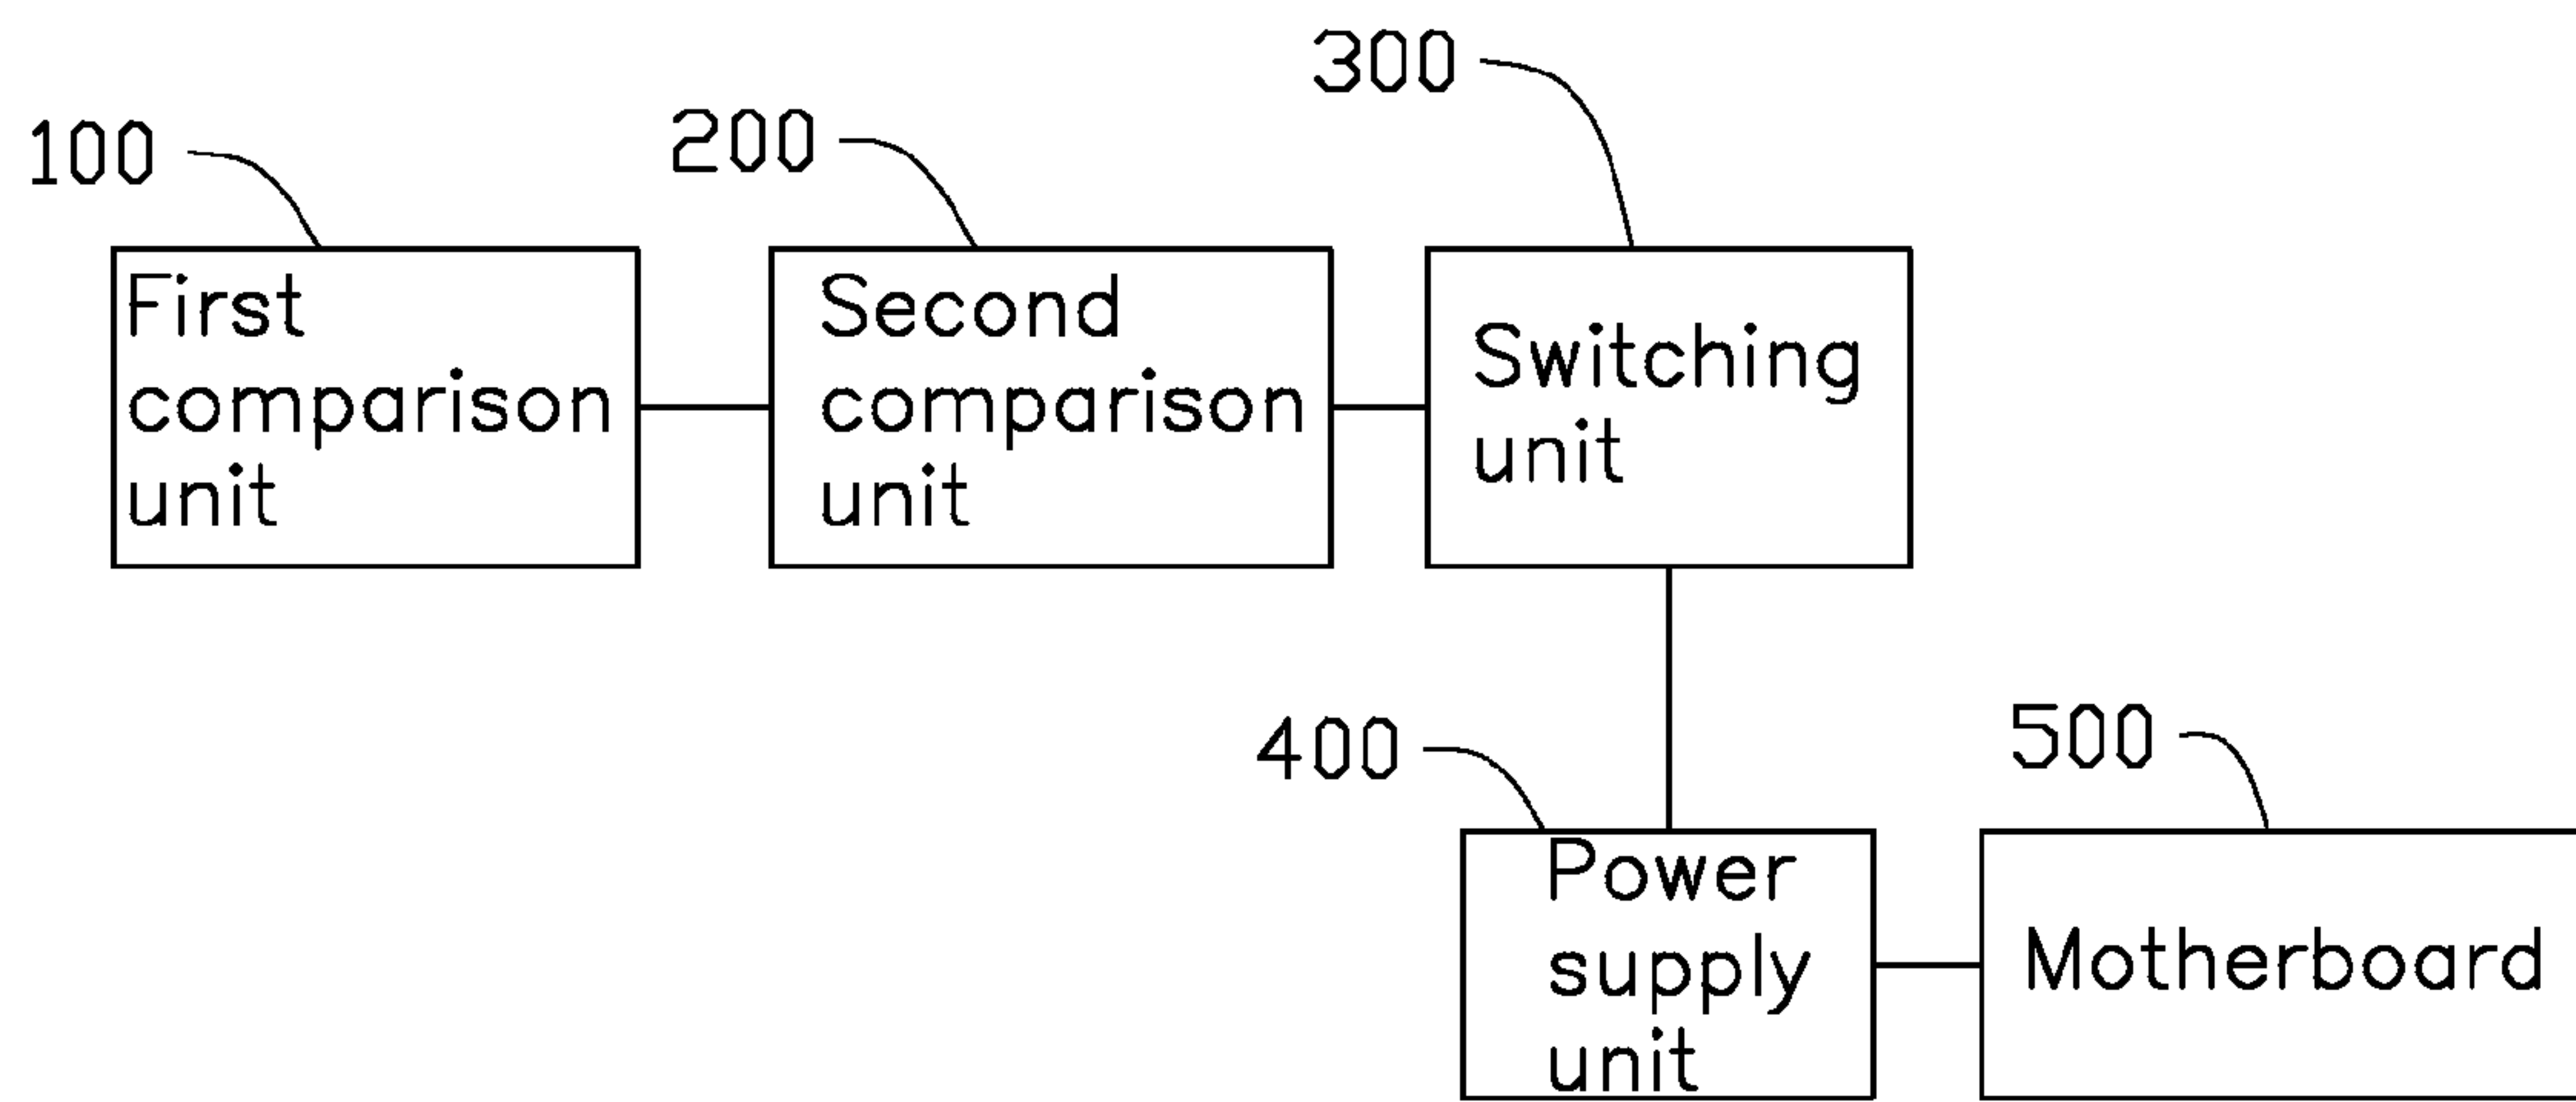 300
200
100
First
comparison
unit
Second
comparison
unit
Switching
unit
500
400
Power
supply
unit
Motherboard